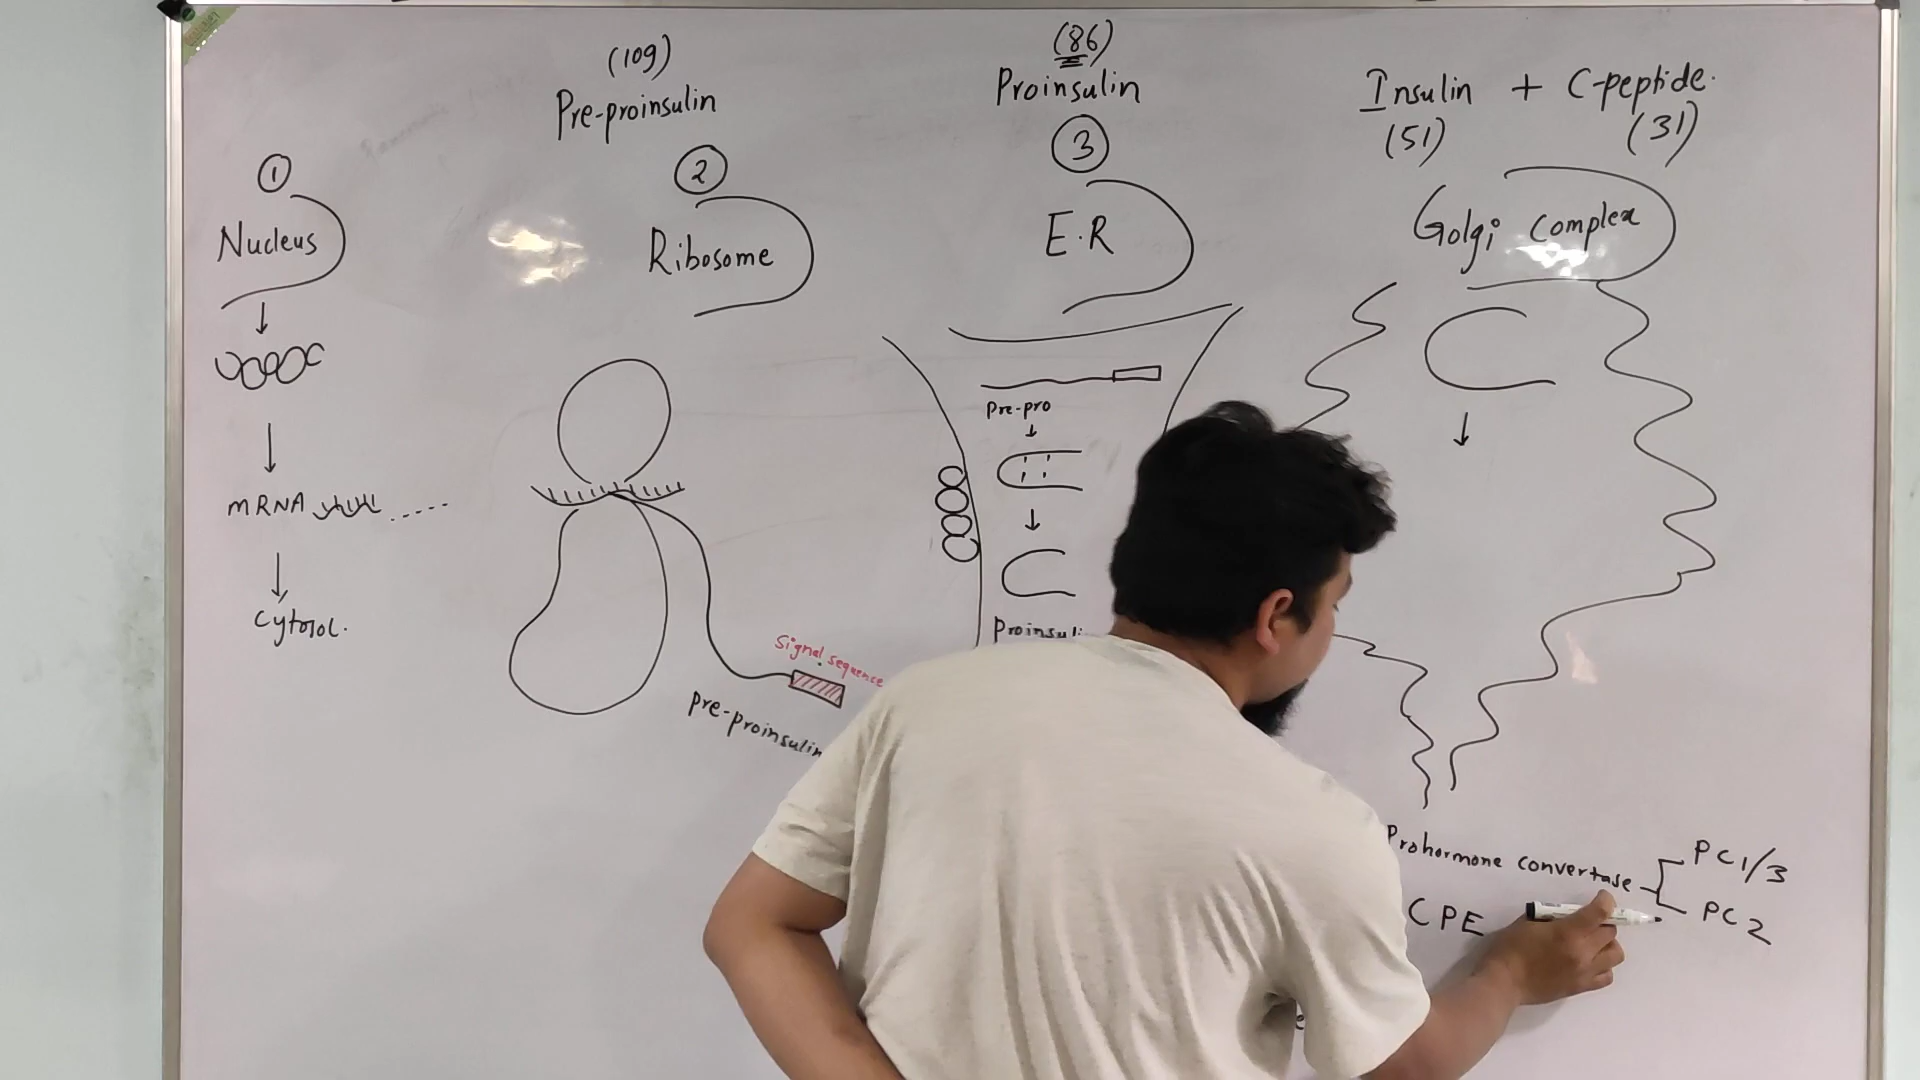 (109)
Pre-proinsulin
(86)
Proinsulin
Insulin + C-peptide.
(51) (31)
1
Nucleus
2
Ribosome
3
E.R
Golgi Complex
mRNA
Cytosol.
Signal sequence
pre-proinsulin
Pre-pro
Proinsuli
Prohormone convertase
PC1/3
PC2
CPE